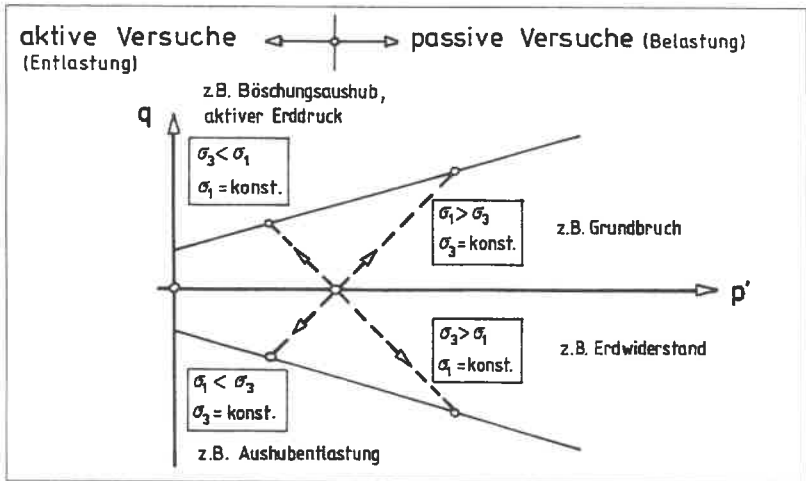 aktive Versuche
(Entlastung)
passive Versuche (Belastung)
z.B. Böschungsaushub,
aktiver Erddruck
q
σ₃ < σ₁
σ₁ = konst.
σ₁ > σ₃
σ₃ = konst.
z.B. Grundbruch
p'
σ₃ > σ₁
σ₁ = konst.
z.B. Erdwiderstand
σ₁ < σ₃
σ₃ = konst.
z.B. Aushubentlastung